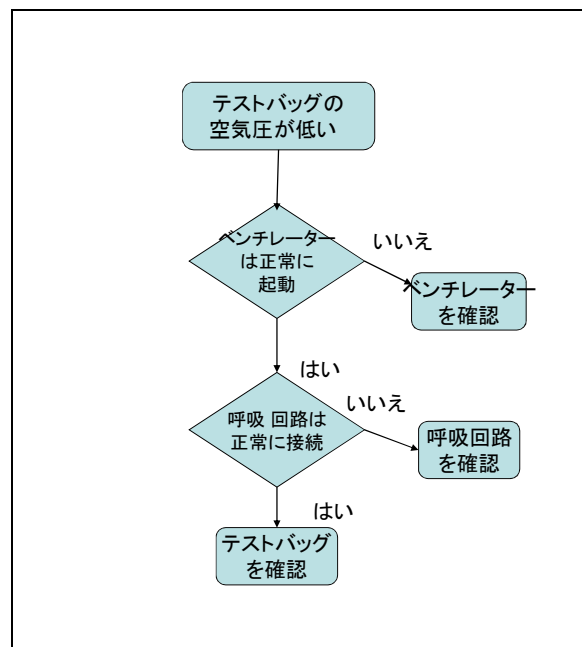 テストバッグの
空気圧が低い
ベンチレーター
は正常に
起動
いいえ
ベンチレーター
を確認
はい
いいえ
呼吸 回路は
正常に接続
呼吸回路
を確認
はい
テストバッグ
を確認